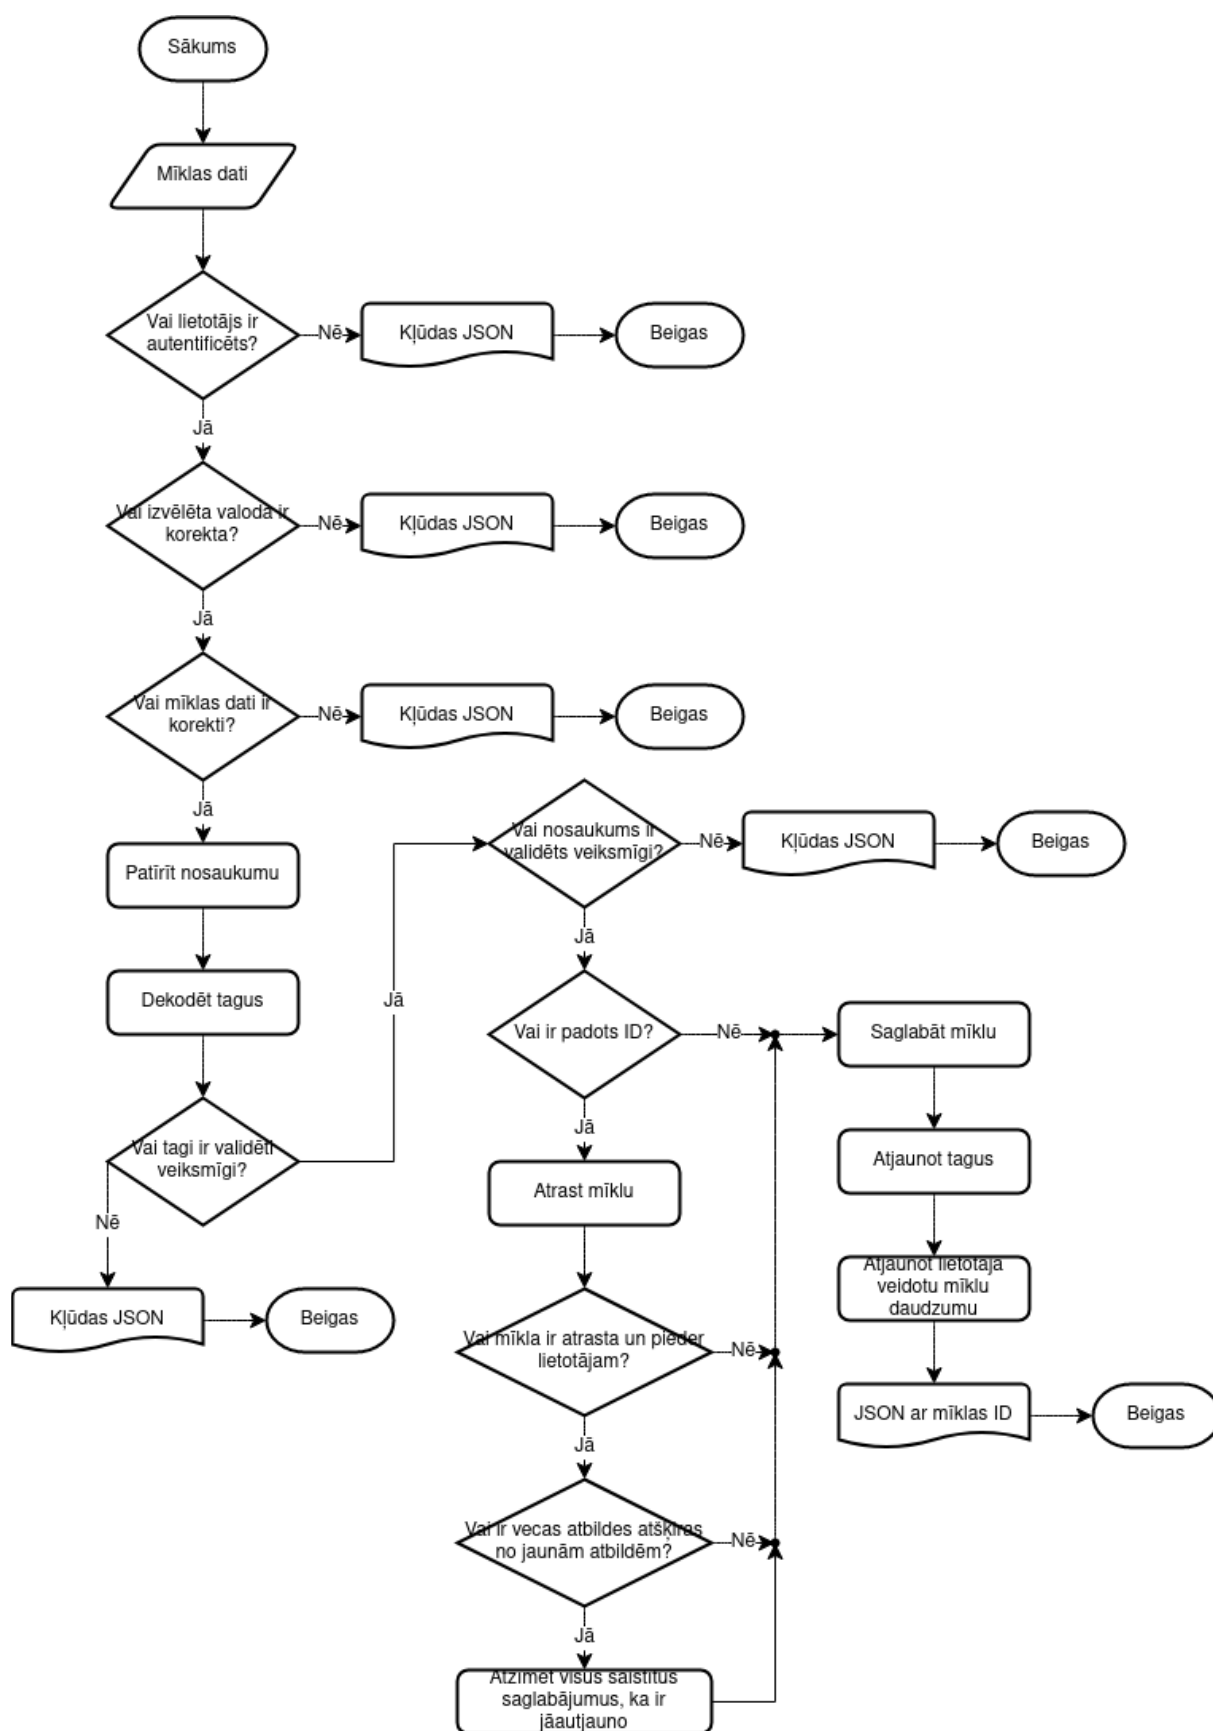 Sākums
Mīklas dati
Vai lietotājs ir
autentificēts?
Nē
Kļūdas JSON
Beigas
Jā
Vai izvēlēta valoda ir
korekta?
Nē
Kļūdas JSON
Beigas
Jā
Vai mīklas dati ir
korekti?
Nē
Kļūdas JSON
Beigas
Jā
Patīrīt nosaukumu
Dekodēt tagus
Vai tagi ir validēti
veiksmīgi?
Nē
Kļūdas JSON
Beigas
Jā
Vai nosaukums ir
validēts veiksmīgi?
Nē
Kļūdas JSON
Beigas
Jā
Vai ir padots ID?
Nē
Jā
Atrast mīklu
Vai mīkla ir atrasta un pieder
lietotājam?
Nē
Jā
Vai ir vecas atbildes atšķiras
no jaunām atbildēm?
Nē
Jā
Atzīmēt visus saistītus
saglabājumus, ka ir
jāautjauno
Saglabāt mīklu
Atjaunot tagus
Atjaunot lietotāja
veidotu mīklu
daudzumu
JSON ar mīklas ID
Beigas